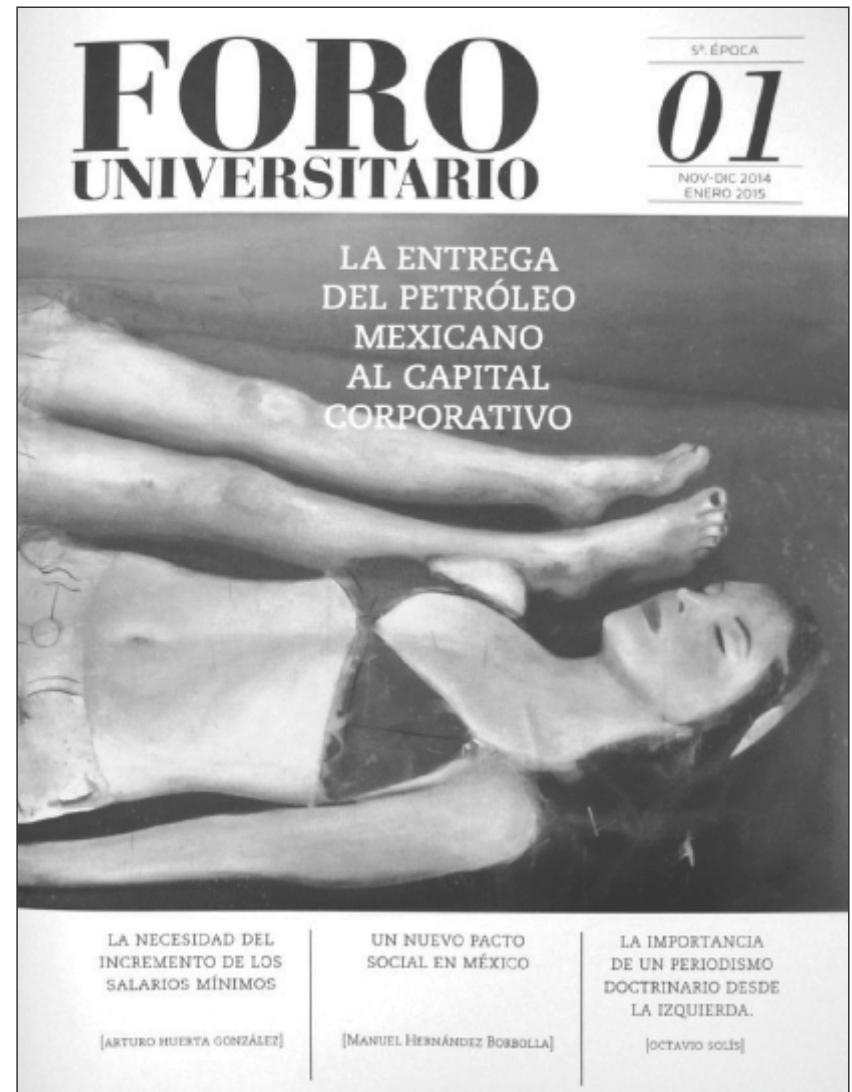 FORO
UNIVERSITARIO
5ª. ÉPOCA
01
NOV-DIC 2014
ENERO 2015
LA ENTREGA
DEL PETRÓLEO
MEXICANO
AL CAPITAL
CORPORATIVO
LA NECESIDAD DEL
INCREMENTO DE LOS
SALARIOS MÍNIMOS
[ARTURO HUERTA GONZÁLEZ]
UN NUEVO PACTO
SOCIAL EN MÉXICO
[MANUEL HERNÁNDEZ BORBOLLA]
LA IMPORTANCIA
DE UN PERIODISMO
DOCTRINARIO DESDE
LA IZQUIERDA.
[OCTAVIO SOLÍS]